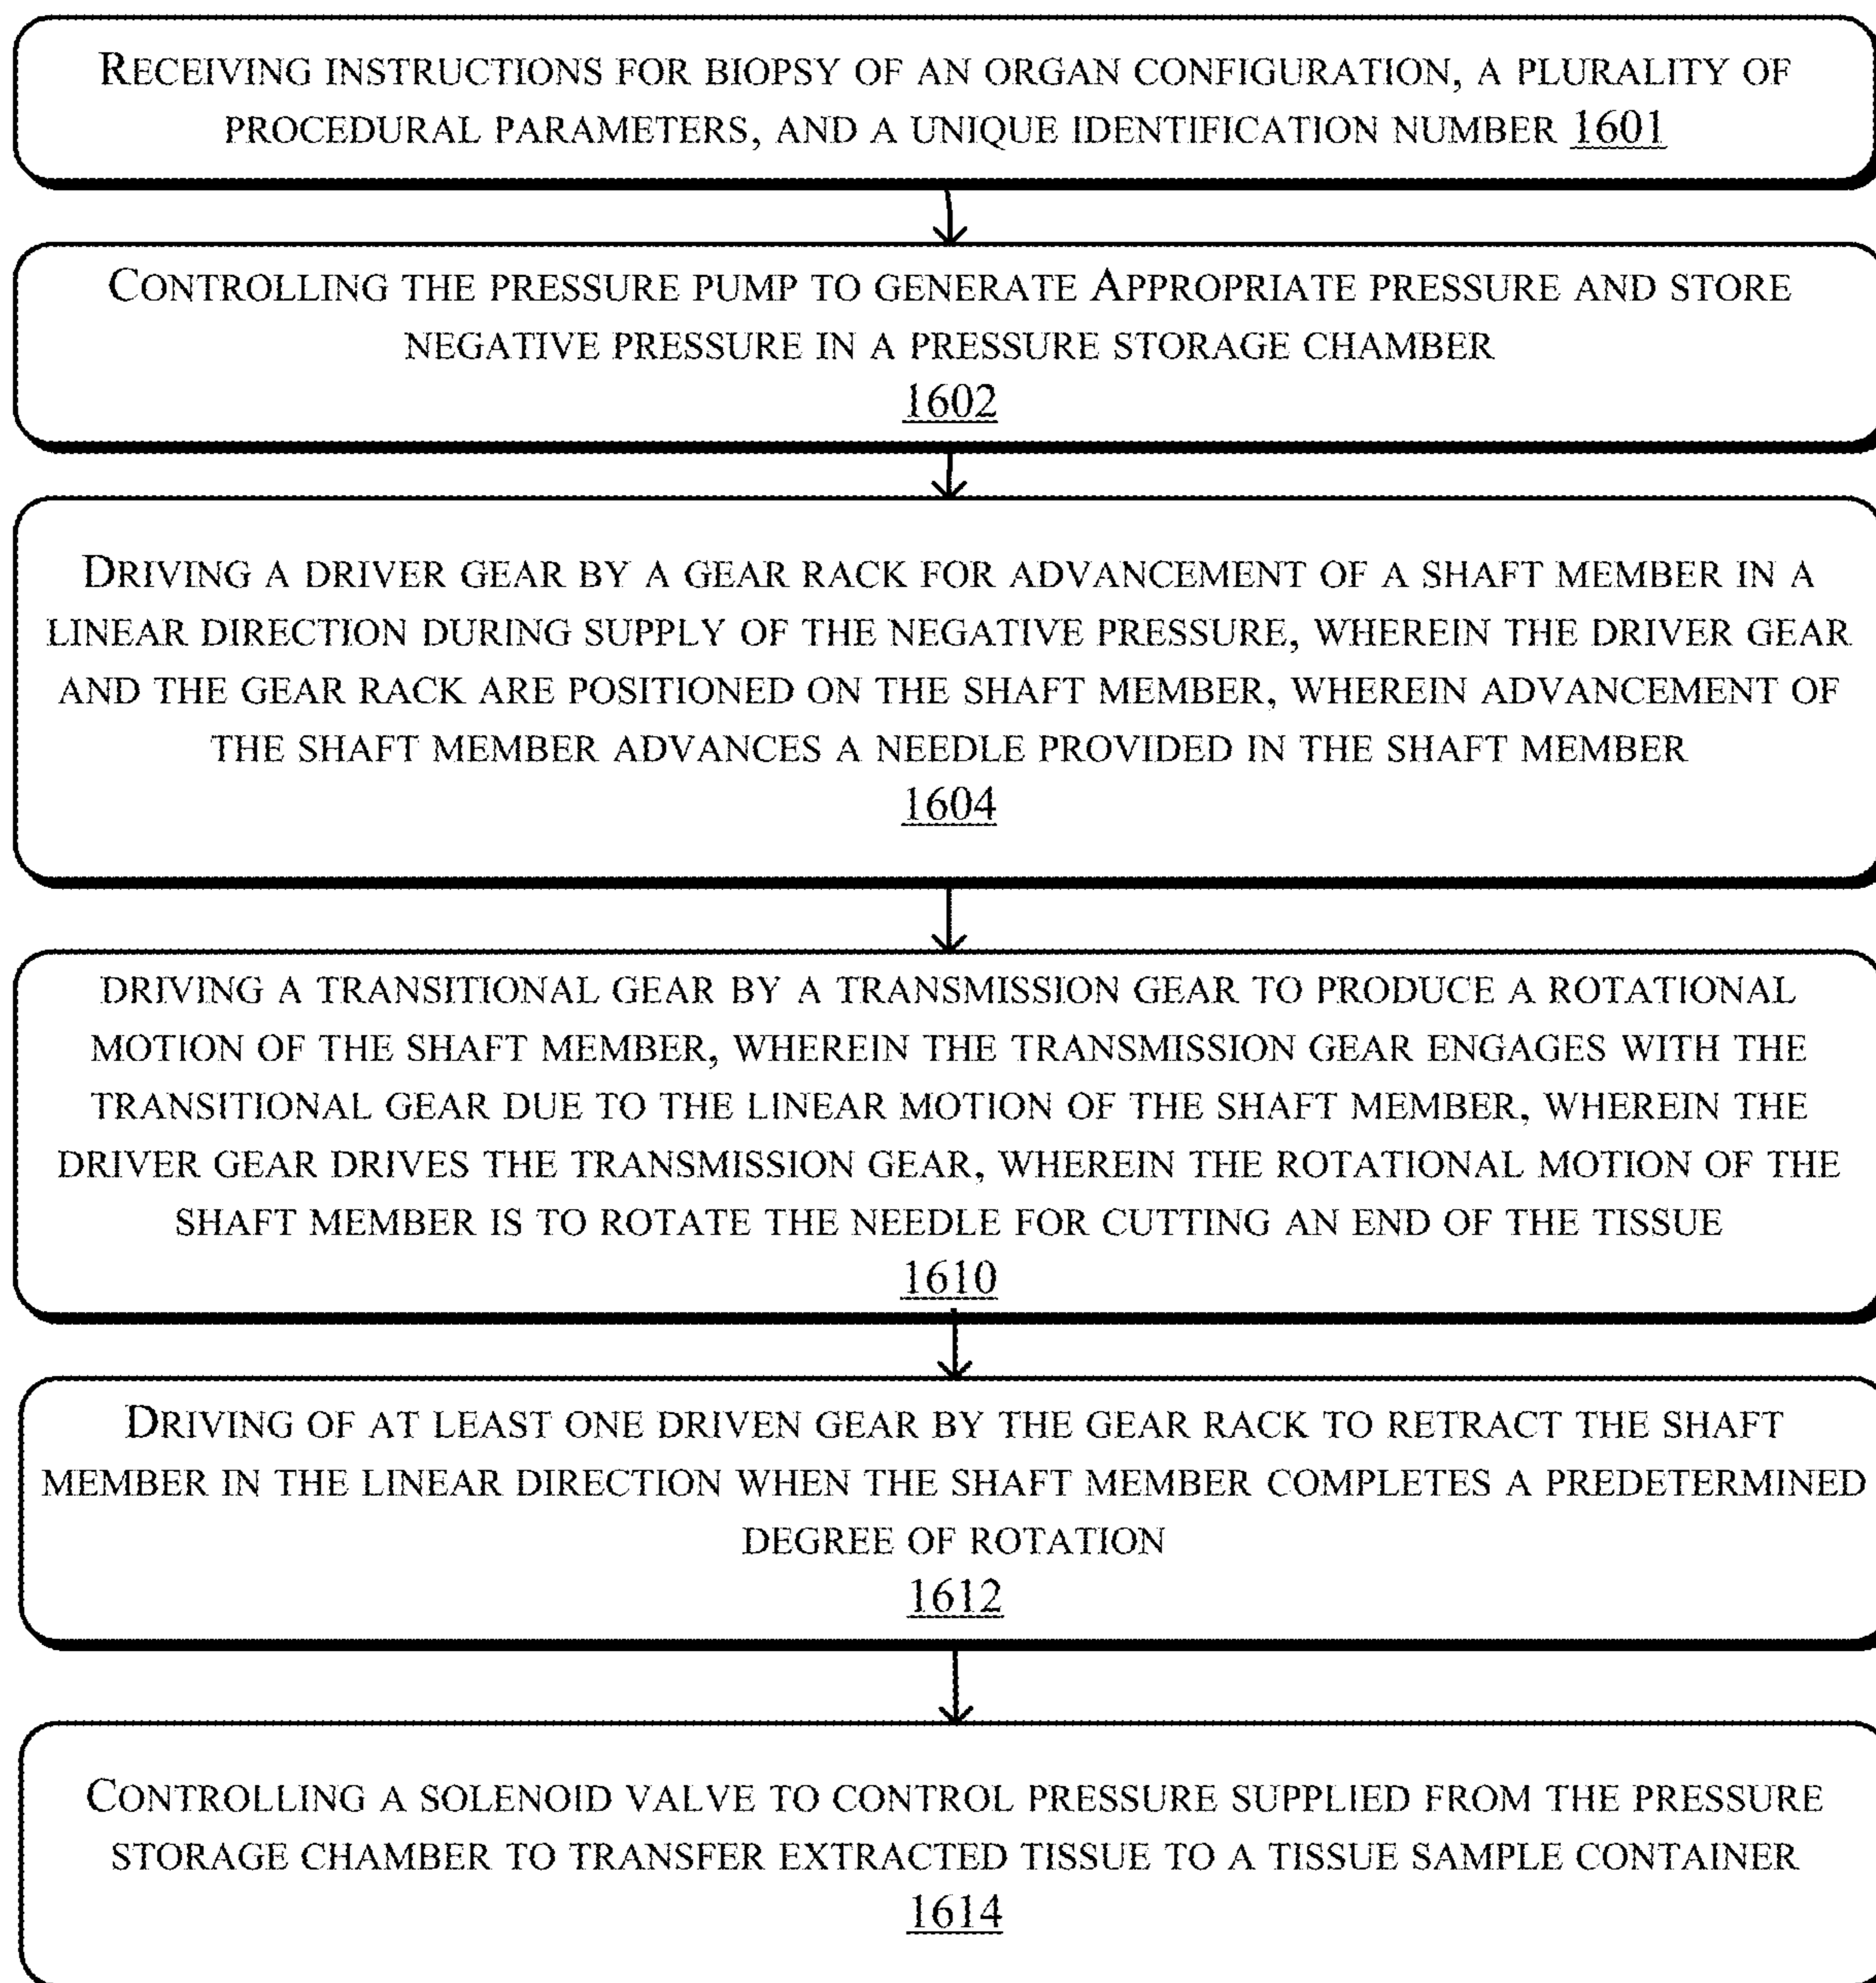 RECEIVING INSTRUCTIONS FOR BIOPSY OF AN ORGAN CONFIGURATION, A PLURALITY OF
PROCEDURAL PARAMETERS, AND A UNIQUE IDENTIFICATION NUMBER 1601
CONTROLLING THE PRESSURE PUMP TO GENERATE APPROPRIATE PRESSURE AND STORE
NEGATIVE PRESSURE IN A PRESSURE STORAGE CHAMBER
1602
DRIVING A DRIVER GEAR BY A GEAR RACK FOR ADVANCEMENT OF A SHAFT MEMBER IN A
LINEAR DIRECTION DURING SUPPLY OF THE NEGATIVE PRESSURE, WHEREIN THE DRIVER GEAR
AND THE GEAR RACK ARE POSITIONED ON THE SHAFT MEMBER, WHEREIN ADVANCEMENT OF
THE SHAFT MEMBER ADVANCES A NEEDLE PROVIDED IN THE SHAFT MEMBER
1604
DRIVING A TRANSITIONAL GEAR BY A TRANSMISSION GEAR TO PRODUCE A ROTATIONAL
MOTION OF THE SHAFT MEMBER, WHEREIN THE TRANSMISSION GEAR ENGAGES WITH THE
TRANSITIONAL GEAR DUE TO THE LINEAR MOTION OF THE SHAFT MEMBER, WHEREIN THE
DRIVER GEAR DRIVES THE TRANSMISSION GEAR, WHEREIN THE ROTATIONAL MOTION OF THE
SHAFT MEMBER IS TO ROTATE THE NEEDLE FOR CUTTING AN END OF THE TISSUE
1610
DRIVING OF AT LEAST ONE DRIVEN GEAR BY THE GEAR RACK TO RETRACT THE SHAFT
MEMBER IN THE LINEAR DIRECTION WHEN THE SHAFT MEMBER COMPLETES A PREDETERMINED
DEGREE OF ROTATION
1612
CONTROLLING A SOLENOID VALVE TO CONTROL PRESSURE SUPPLIED FROM THE PRESSURE
STORAGE CHAMBER TO TRANSFER EXTRACTED TISSUE TO A TISSUE SAMPLE CONTAINER
1614